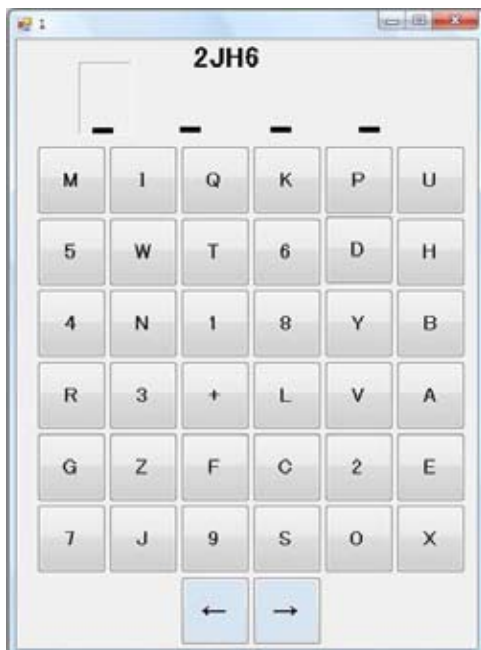 1
2JH6
_ _ _ _
M I Q K P U
5 W T 6 D H
4 N 1 8 Y B
R 3 + L V A
G Z F C 2 E
7 J 9 S O X
← →